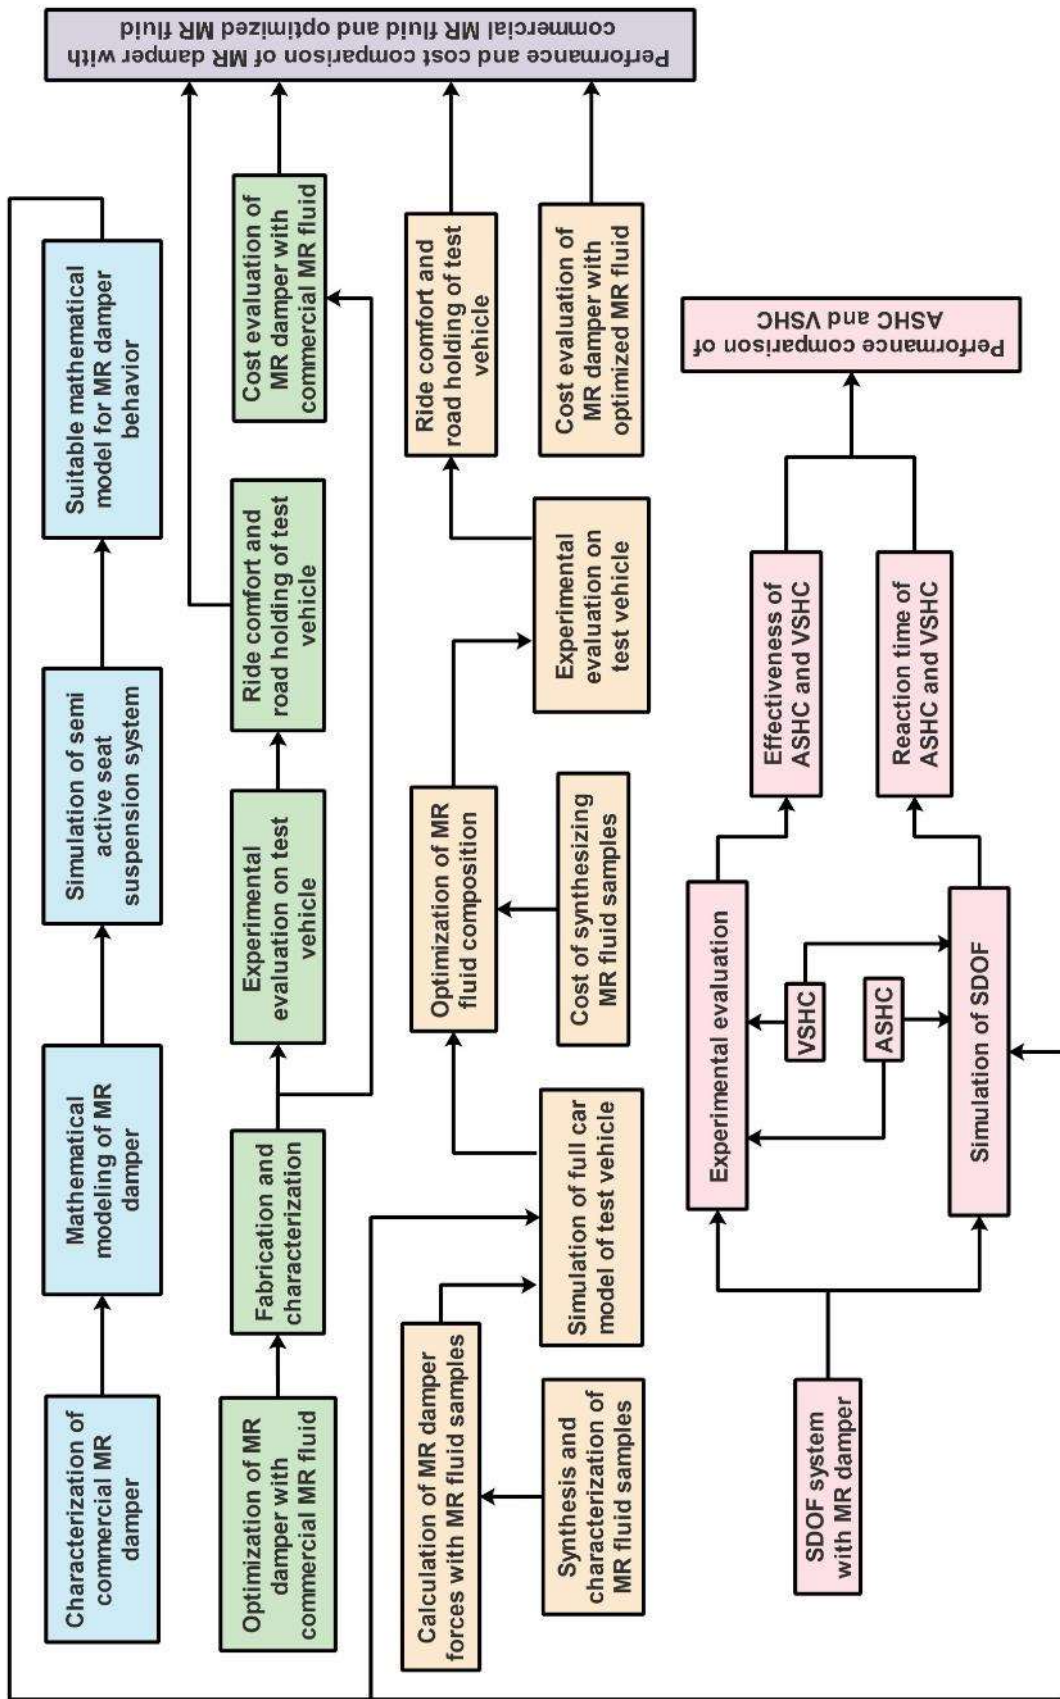 Characterization of
commercial MR
damper
Mathematical
modeling of MR
damper
Simulation of semi
active seat
suspension system
Suitable mathematical
model for MR damper
behavior
Optimization of MR
damper with
commercial MR fluid
Fabrication and
characterization
Experimental
evaluation on test
vehicle
Ride comfort and
road holding of test
vehicle
Cost evaluation of
MR damper with
commercial MR fluid
Performance and cost comparison of MR damper with
commercial MR fluid and optimized MR fluid
Calculation of MR damper
forces with MR fluid samples
Synthesis and
characterization of
MR fluid samples
Simulation of full car
model of test vehicle
Optimization of MR
fluid composition
Cost of synthesizing
MR fluid samples
Experimental
evaluation on
test vehicle
Ride comfort and
road holding of test
vehicle
Cost evaluation of
MR damper with
optimized MR fluid
SDOF system
with MR damper
Experimental evaluation
VSHC
ASHC
Simulation of SDOF
Effectiveness of
ASHC and VSHC
Reaction time of
ASHC and VSHC
Performance comparison of
ASHC and VSHC